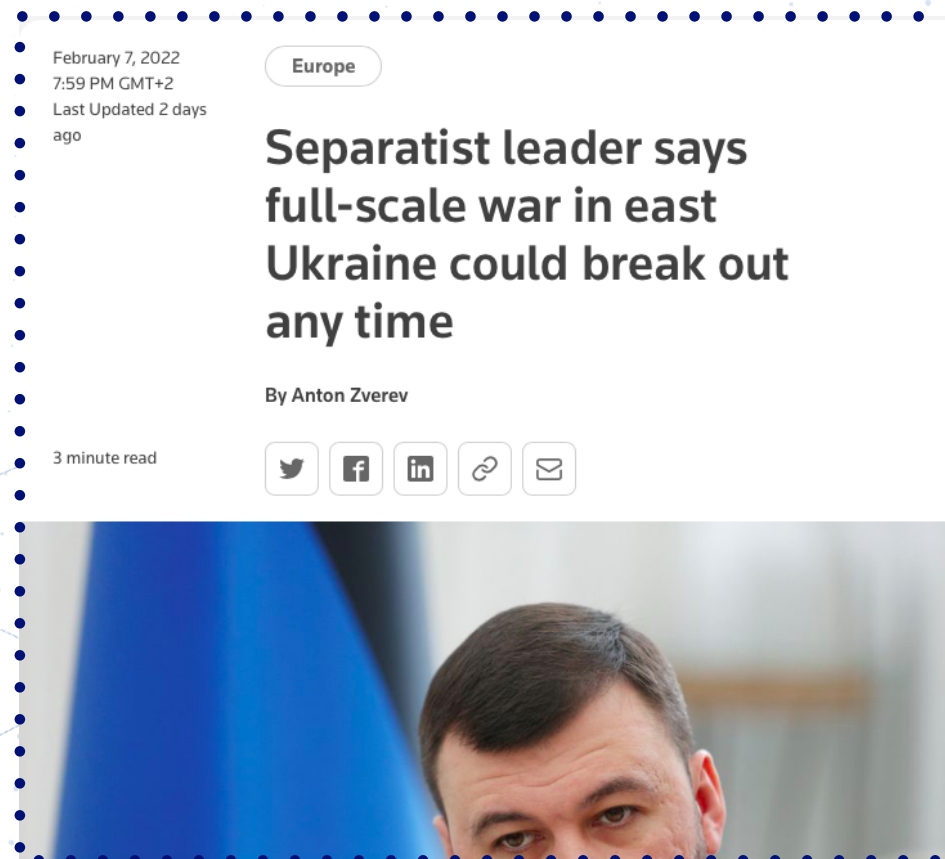 February 7, 2022
7:59 PM GMT+2
Last Updated 2 days
ago
Europe
Separatist leader says
full-scale war in east
Ukraine could break out
any time
By Anton Zverev
3 minute read